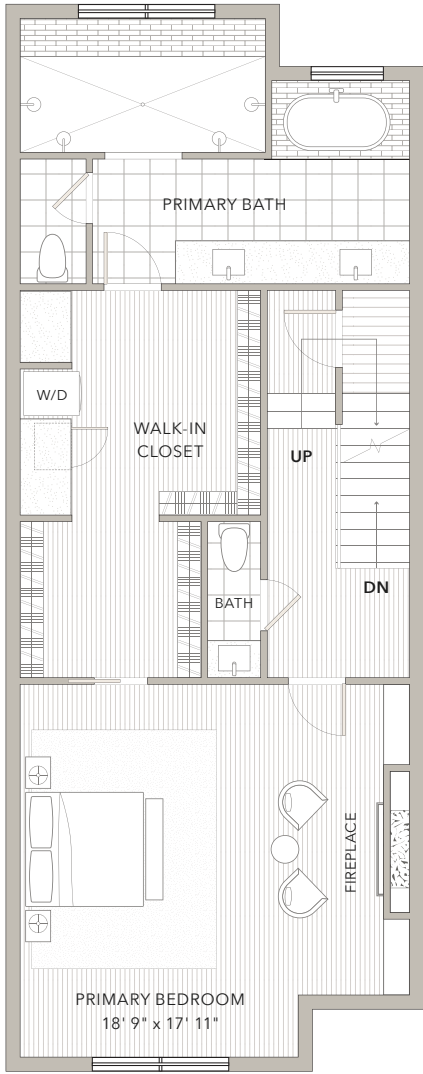 PRIMARY BATH
W/D
WALK-IN
CLOSET
UP
DN
BATH
FIREPLACE
PRIMARY BEDROOM
18' 9" x 17' 11"